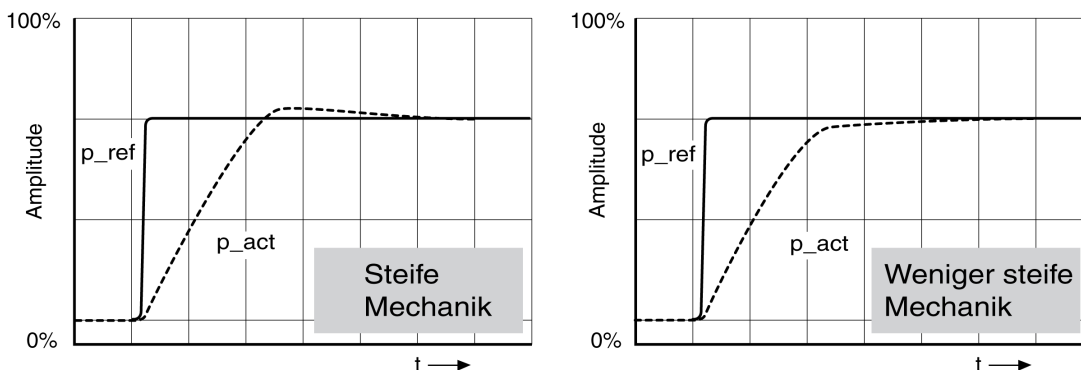 100%
Amplitude
p_ref
p_act
Steife
Mechanik
0%
t
100%
Amplitude
p_ref
p_act
Weniger steife
Mechanik
0%
t